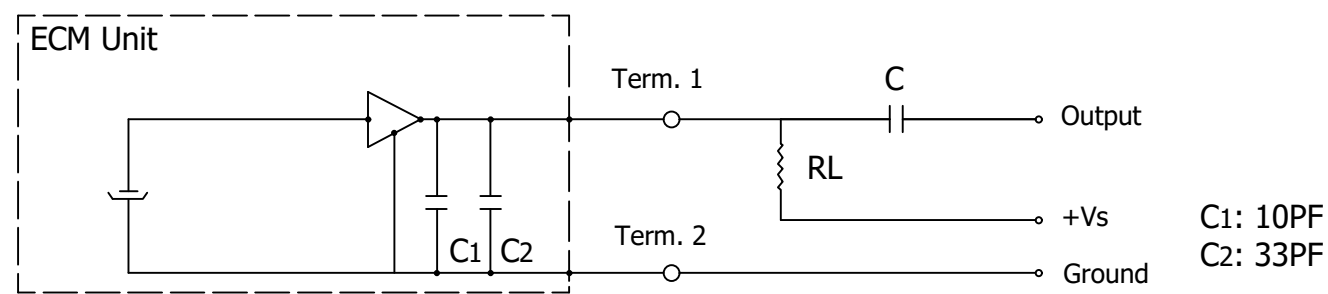 ECM Unit
Term. 1
C
Output
RL
+Vs
C1: 10PF
C1
C2
Term. 2
C2: 33PF
Ground